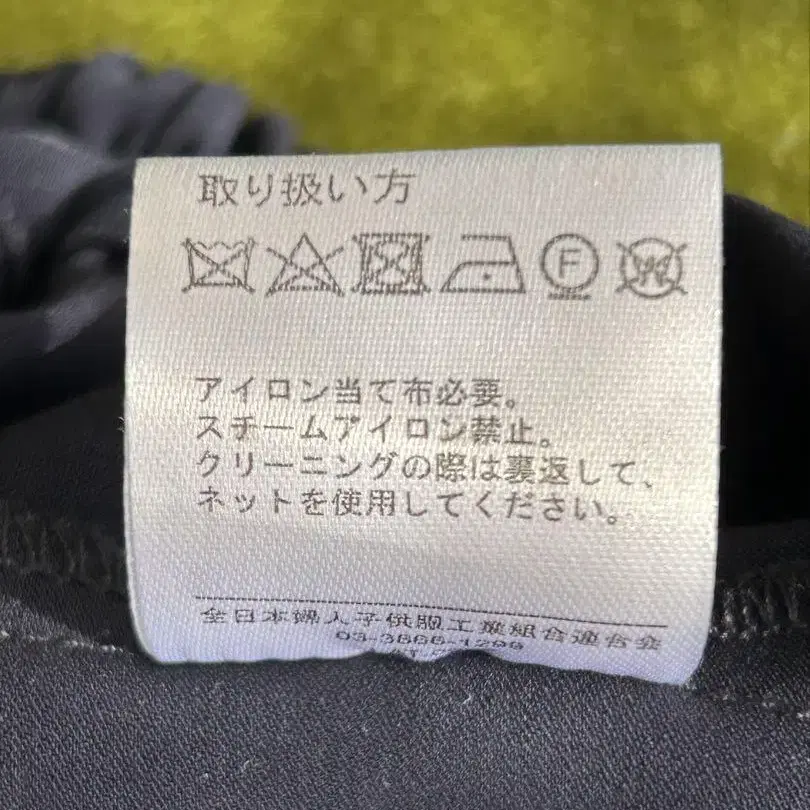 取り扱い方
F W
アイロン当て布必要。
スチームアイロン禁止。
クリーニングの際は裏返して、
ネットを使用してください。
全日本婦人子供服工業組合連合会